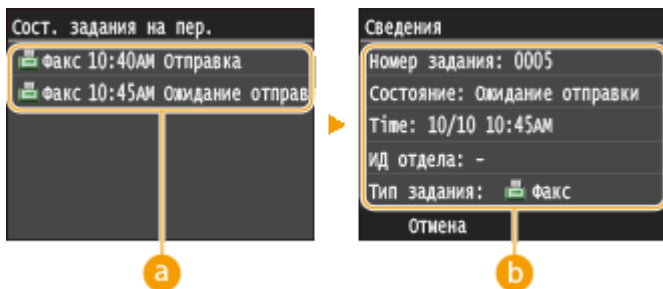 Сост. задания на пер.
Факс 10:40AM Отправка
Факс 10:45AM Ожидание отправ
a
Сведения
Номер задания: 0005
Состояние: Ожидание отправки
Time: 10/10 10:45AM
ИД отдела: -
Тип задания: Факс
Отмена
b